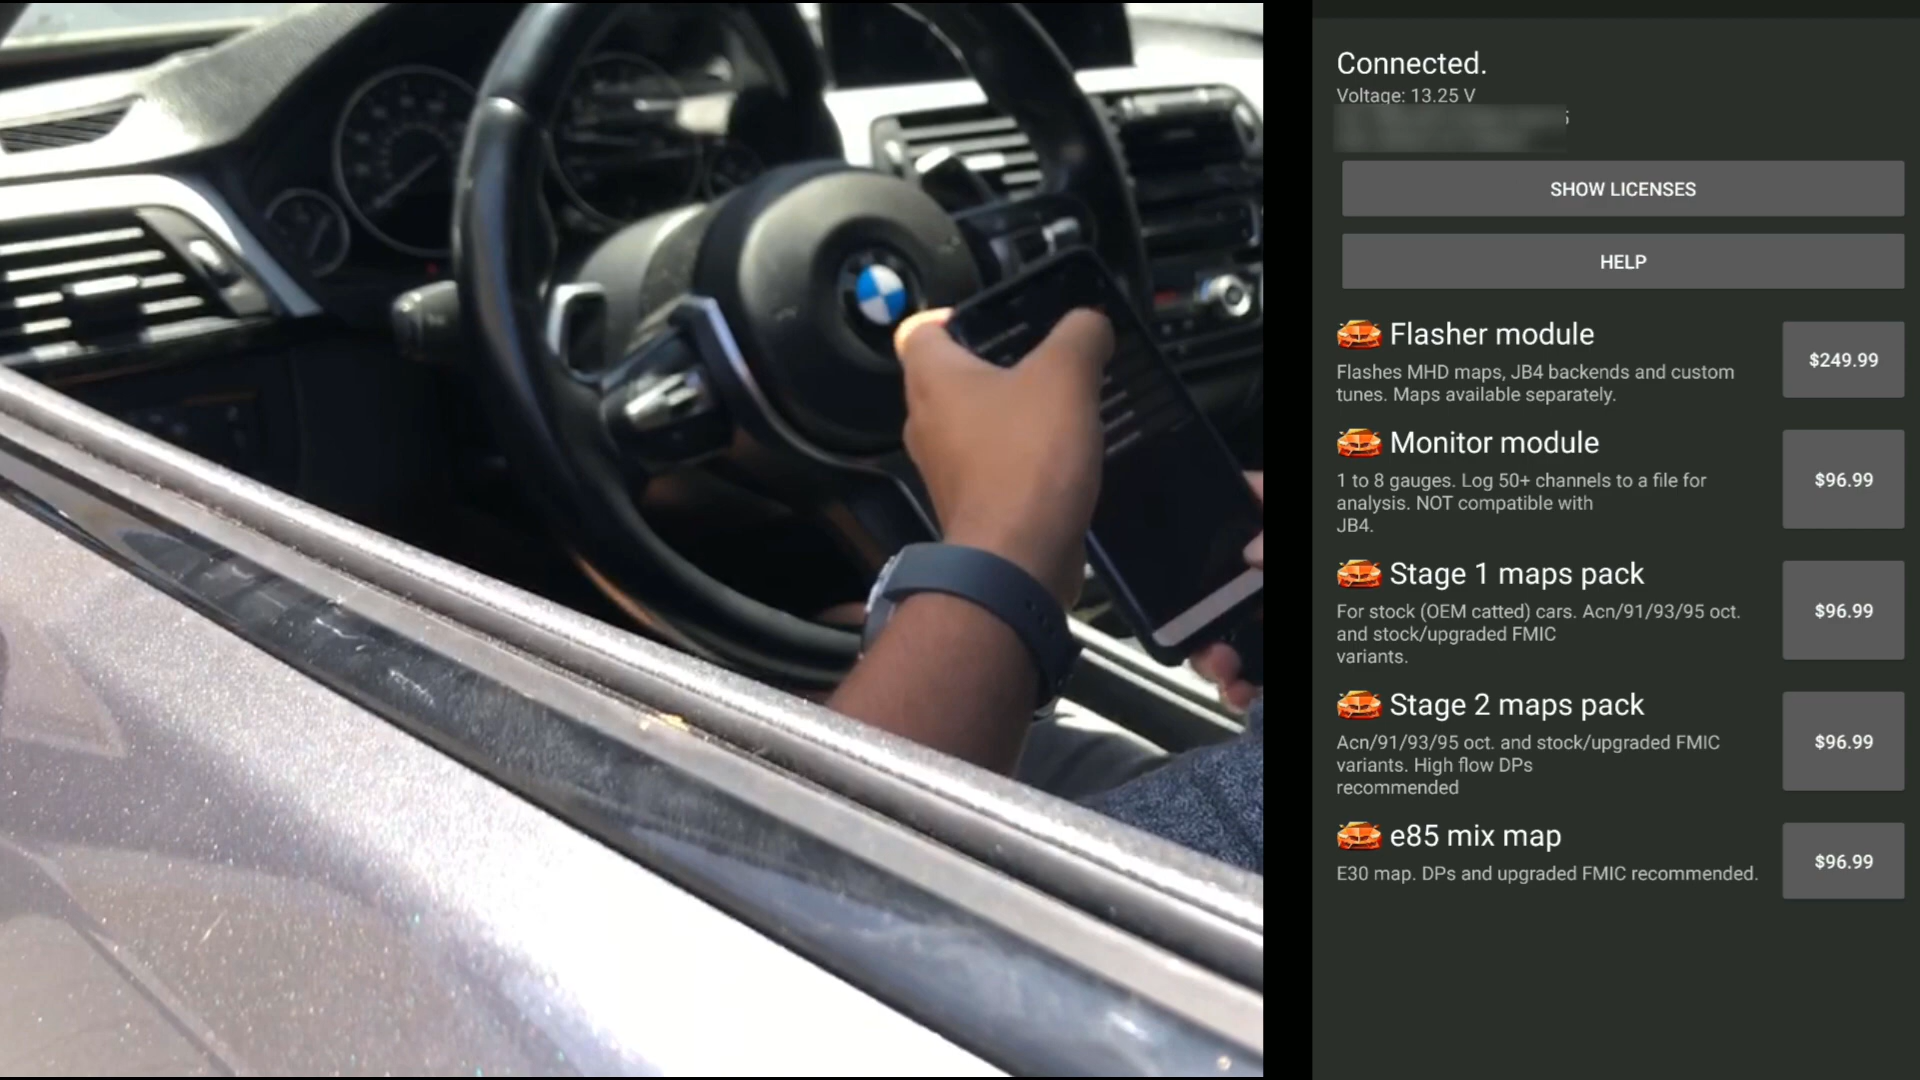 Connected.
Voltage: 13.25 V
SHOW LICENSES
HELP
Flasher module
Flashes MHD maps, JB4 backends and custom
tunes. Maps available separately.
$249.99
Monitor module
1 to 8 gauges. Log 50+ channels to a file for
analysis. NOT compatible with
JB4.
$96.99
Stage 1 maps pack
For stock (OEM catted) cars. Acn/91/93/95 oct.
and stock/upgraded FMIC
variants.
$96.99
Stage 2 maps pack
Acn/91/93/95 oct. and stock/upgraded FMIC
variants. High flow DPs
recommended
$96.99
e85 mix map
E30 map. DPs and upgraded FMIC recommended.
$96.99